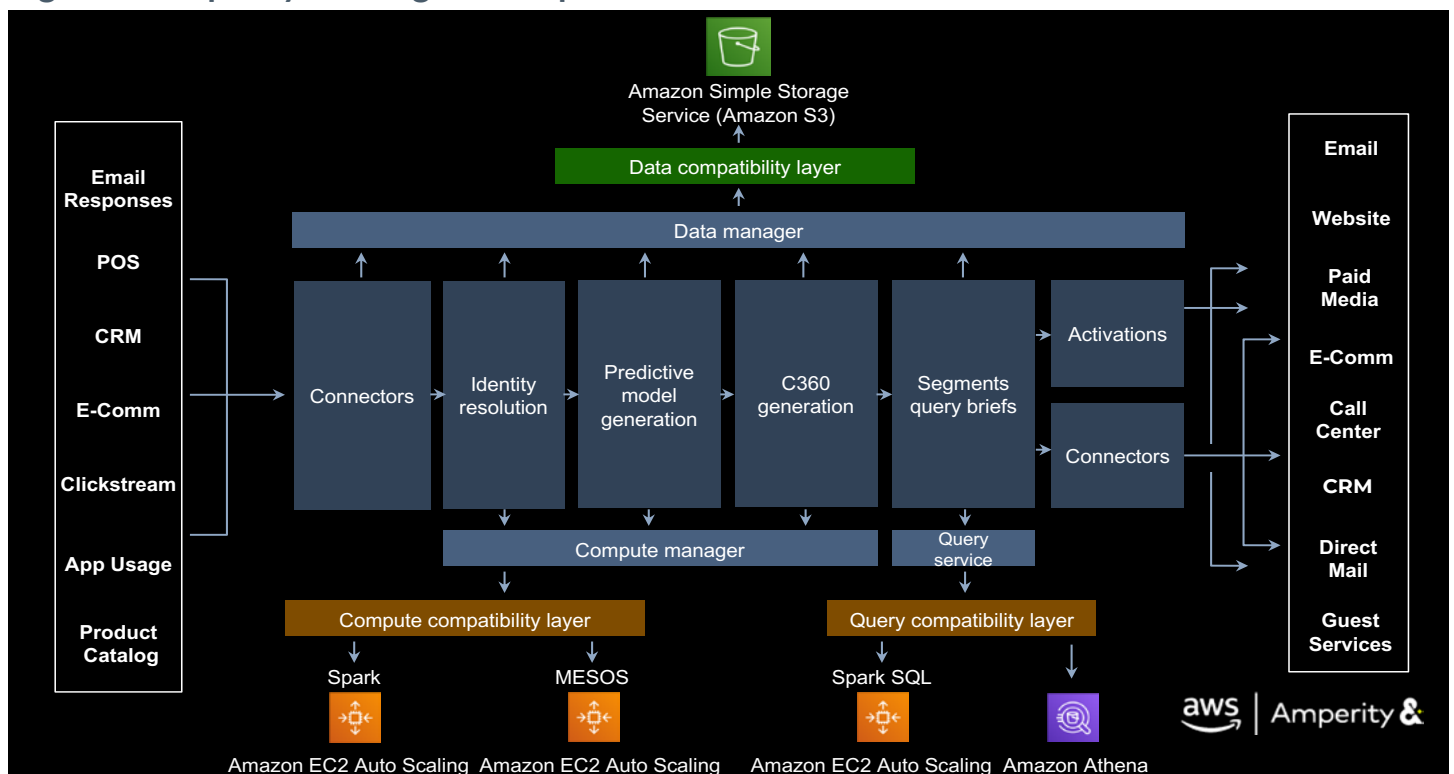 Amazon Simple Storage
Service (Amazon S3)
Data compatibility layer
Data manager
Email
Responses
POS
CRM
E-Comm
Clickstream
App Usage
Product
Catalog
Connectors
Identity
resolution
Predictive
model
generation
C360
generation
Segments
query briefs
Activations
Connectors
Compute manager
Query
service
Compute compatibility layer
Query compatibility layer
Spark
MESOS
Spark SQL
Amazon EC2 Auto Scaling
Amazon EC2 Auto Scaling
Amazon EC2 Auto Scaling
Amazon Athena
Email
Website
Paid
Media
E-Comm
Call
Center
CRM
Direct
Mail
Guest
Services
aws
Amperity &